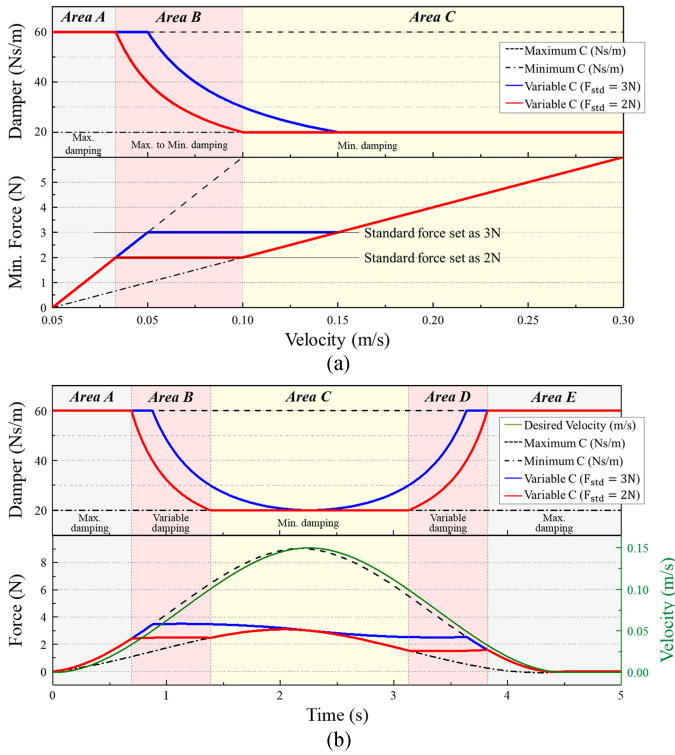 Area A
Area B
Area C
60
50
40
30
20
Damper (Ns/m)
Maximum C (Ns/m)
Minimum C (Ns/m)
Variable C (Fstd = 3N)
Variable C (Fstd = 2N)
Max.
damping
Max. to Min. damping
Min. damping
Min. Force (N)
5
4
3
2
1
0
Standard force set as 3N
Standard force set as 2N
0.05
0.05
0.10
0.15
0.20
0.25
0.30
Velocity (m/s)
(a)
Area A
Area B
Area C
Area D
Area E
60
40
30
20
Damper (Ns/m)
Desired Velocity (m/s)
Maximum C (Ns/m)
Minimum C (Ns/m)
Variable C (Fstd = 3N)
Variable C (Fstd = 2N)
Max.
damping
Variable
damping
Min. damping
Variable
damping
Max.
damping
Force (N)
8
6
4
2
0
0.15
0.10
0.05
0.00
Velocity (m/s)
0
1
2
3
4
5
Time (s)
(b)